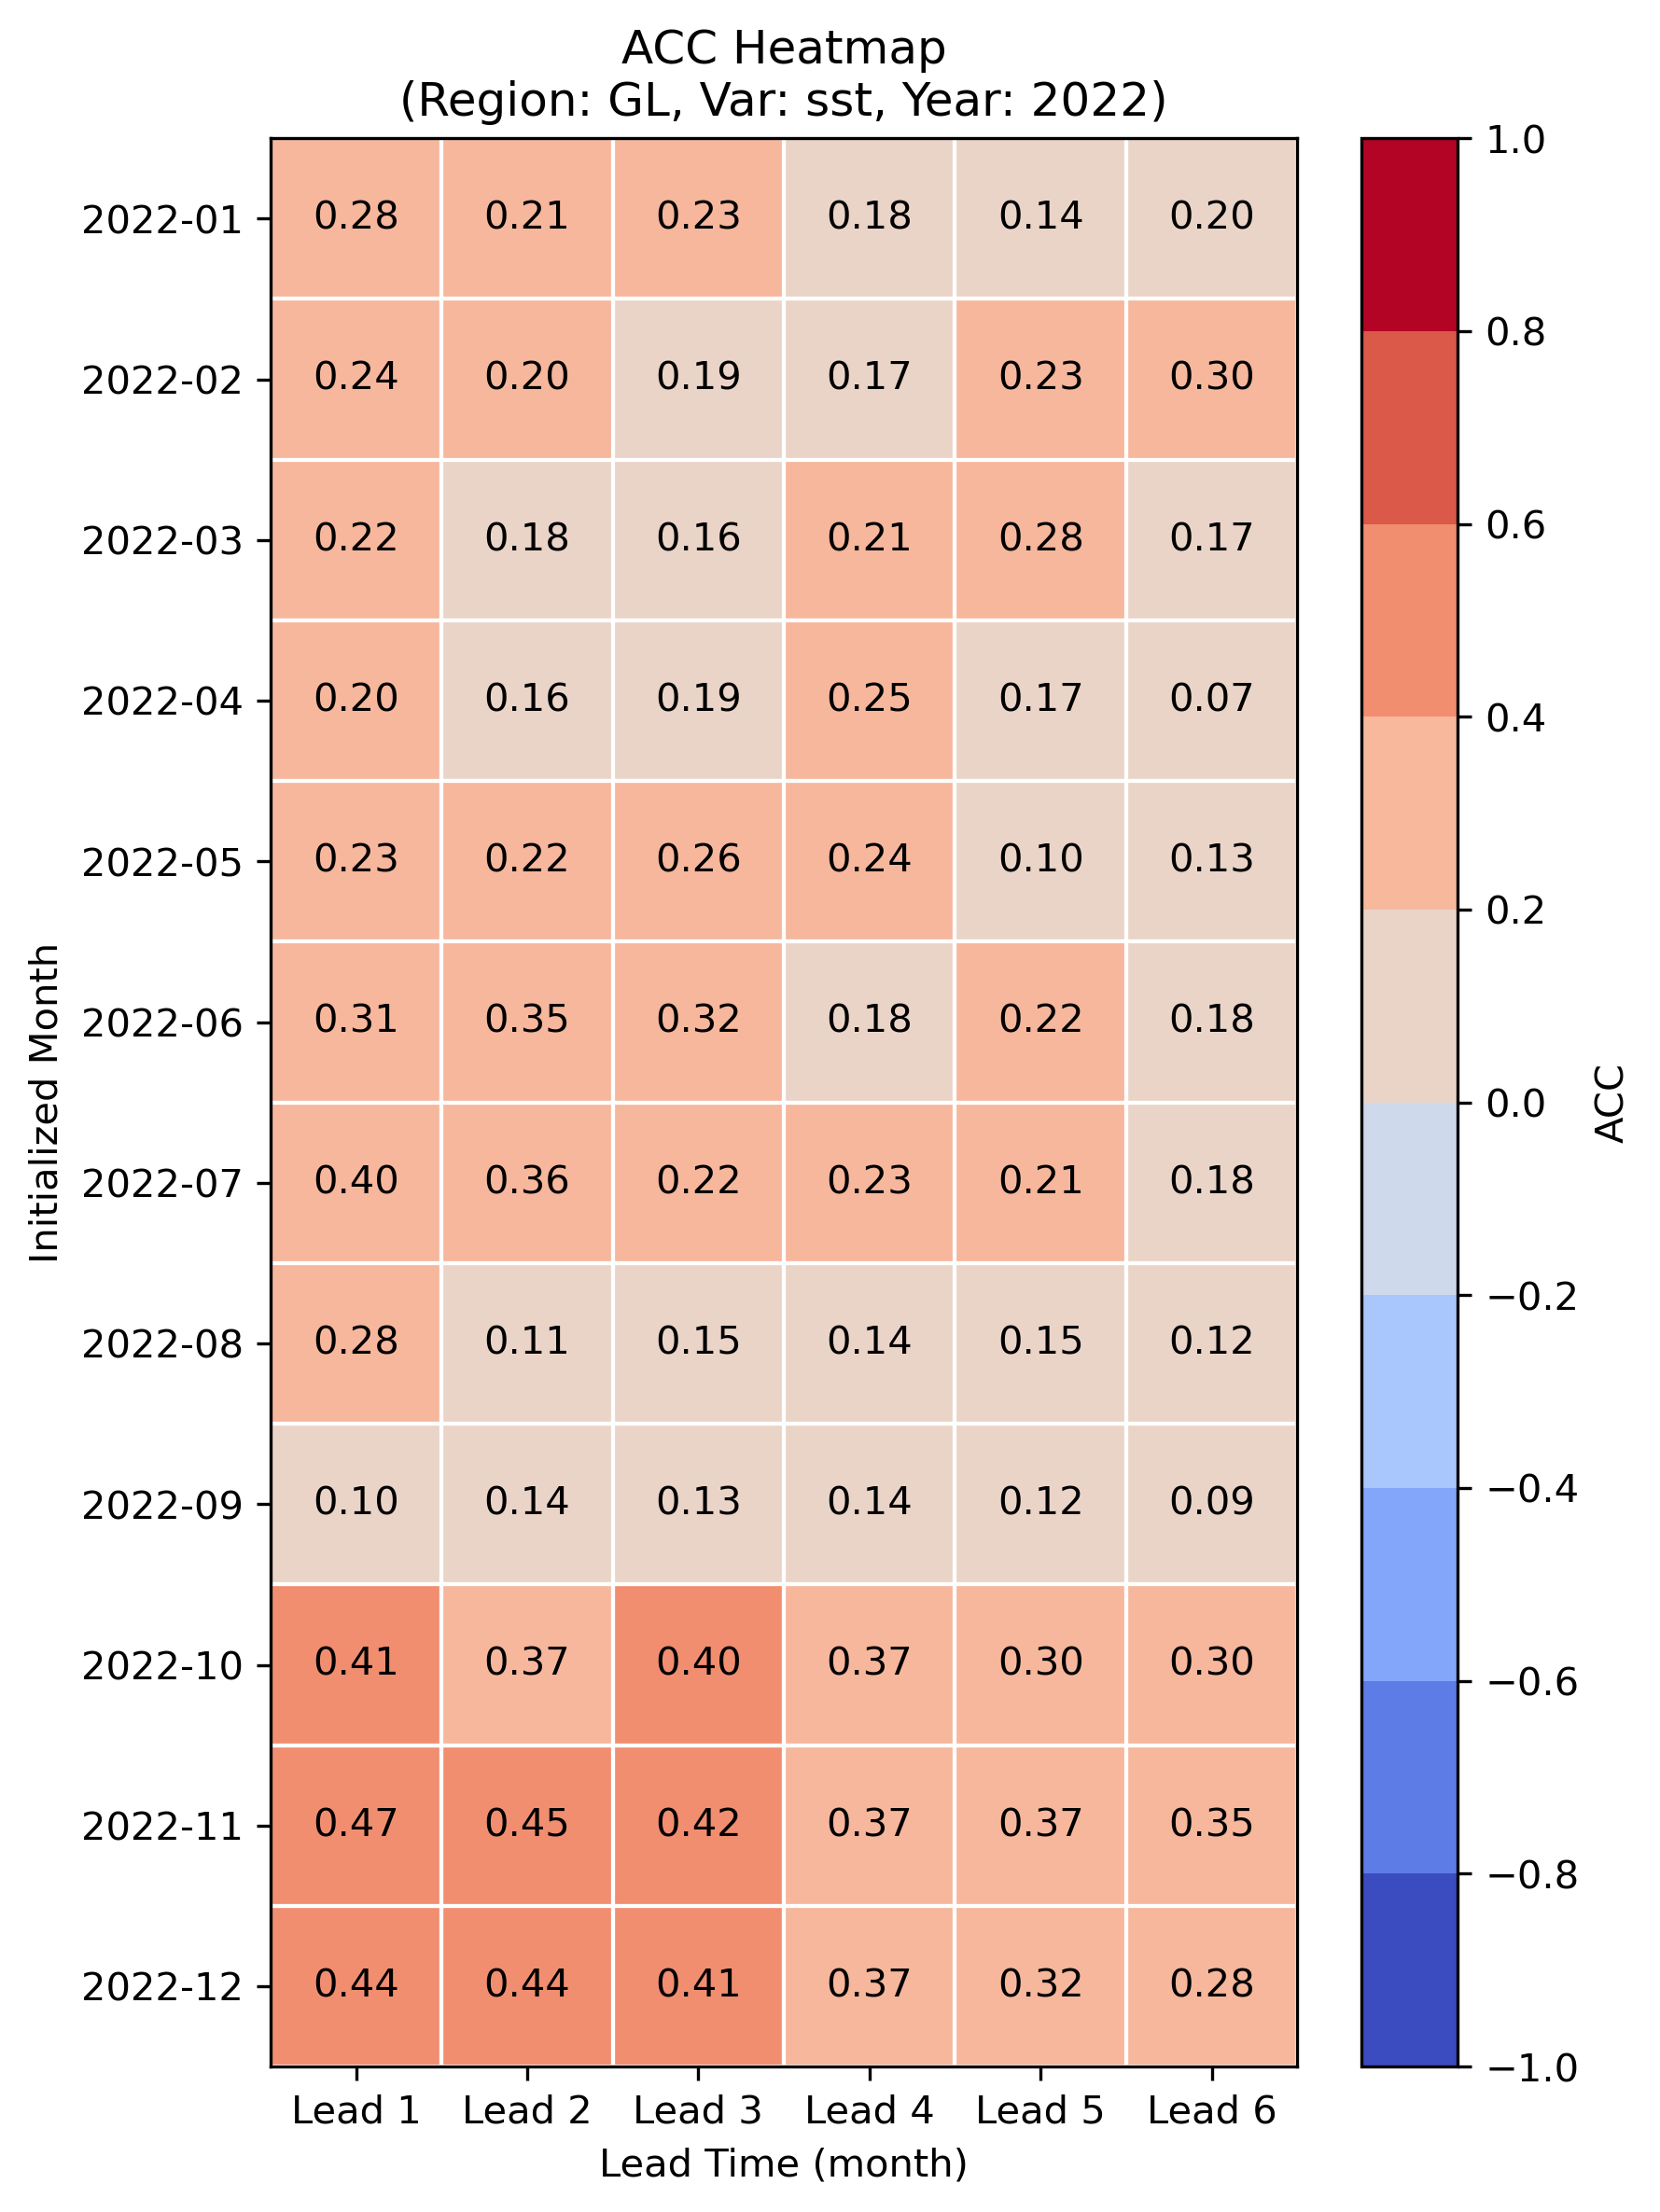 ACC Heatmap
(Region: GL, Var: sst, Year: 2022)
Initialized Month
2022-01 0.28 0.21 0.23 0.18 0.14 0.20
2022-02 0.24 0.20 0.19 0.17 0.23 0.30
2022-03 0.22 0.18 0.16 0.21 0.28 0.17
2022-04 0.20 0.16 0.19 0.25 0.17 0.07
2022-05 0.23 0.22 0.26 0.24 0.10 0.13
2022-06 0.31 0.35 0.32 0.18 0.22 0.18
2022-07 0.40 0.36 0.22 0.23 0.21 0.18
2022-08 0.28 0.11 0.15 0.14 0.15 0.12
2022-09 0.10 0.14 0.13 0.14 0.12 0.09
2022-10 0.41 0.37 0.40 0.37 0.30 0.30
2022-11 0.47 0.45 0.42 0.37 0.37 0.35
2022-12 0.44 0.44 0.41 0.37 0.32 0.28
Lead 1 Lead 2 Lead 3 Lead 4 Lead 5 Lead 6
Lead Time (month)
1.0
0.8
0.6
0.4
0.2
0.0
−0.2
−0.4
−0.6
−0.8
−1.0
ACC